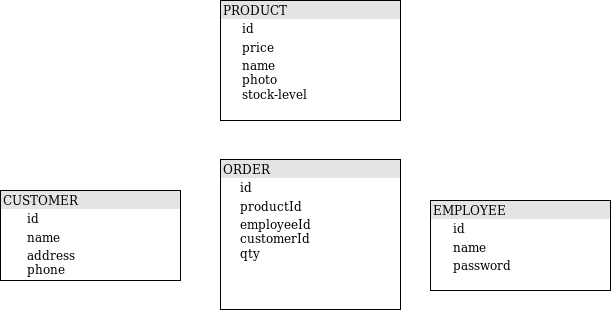 PRODUCT
id
price
name
photo
stock-level
CUSTOMER
id
name
address
phone
ORDER
id
productId
employeeId
customerId
qty
EMPLOYEE
id
name
password